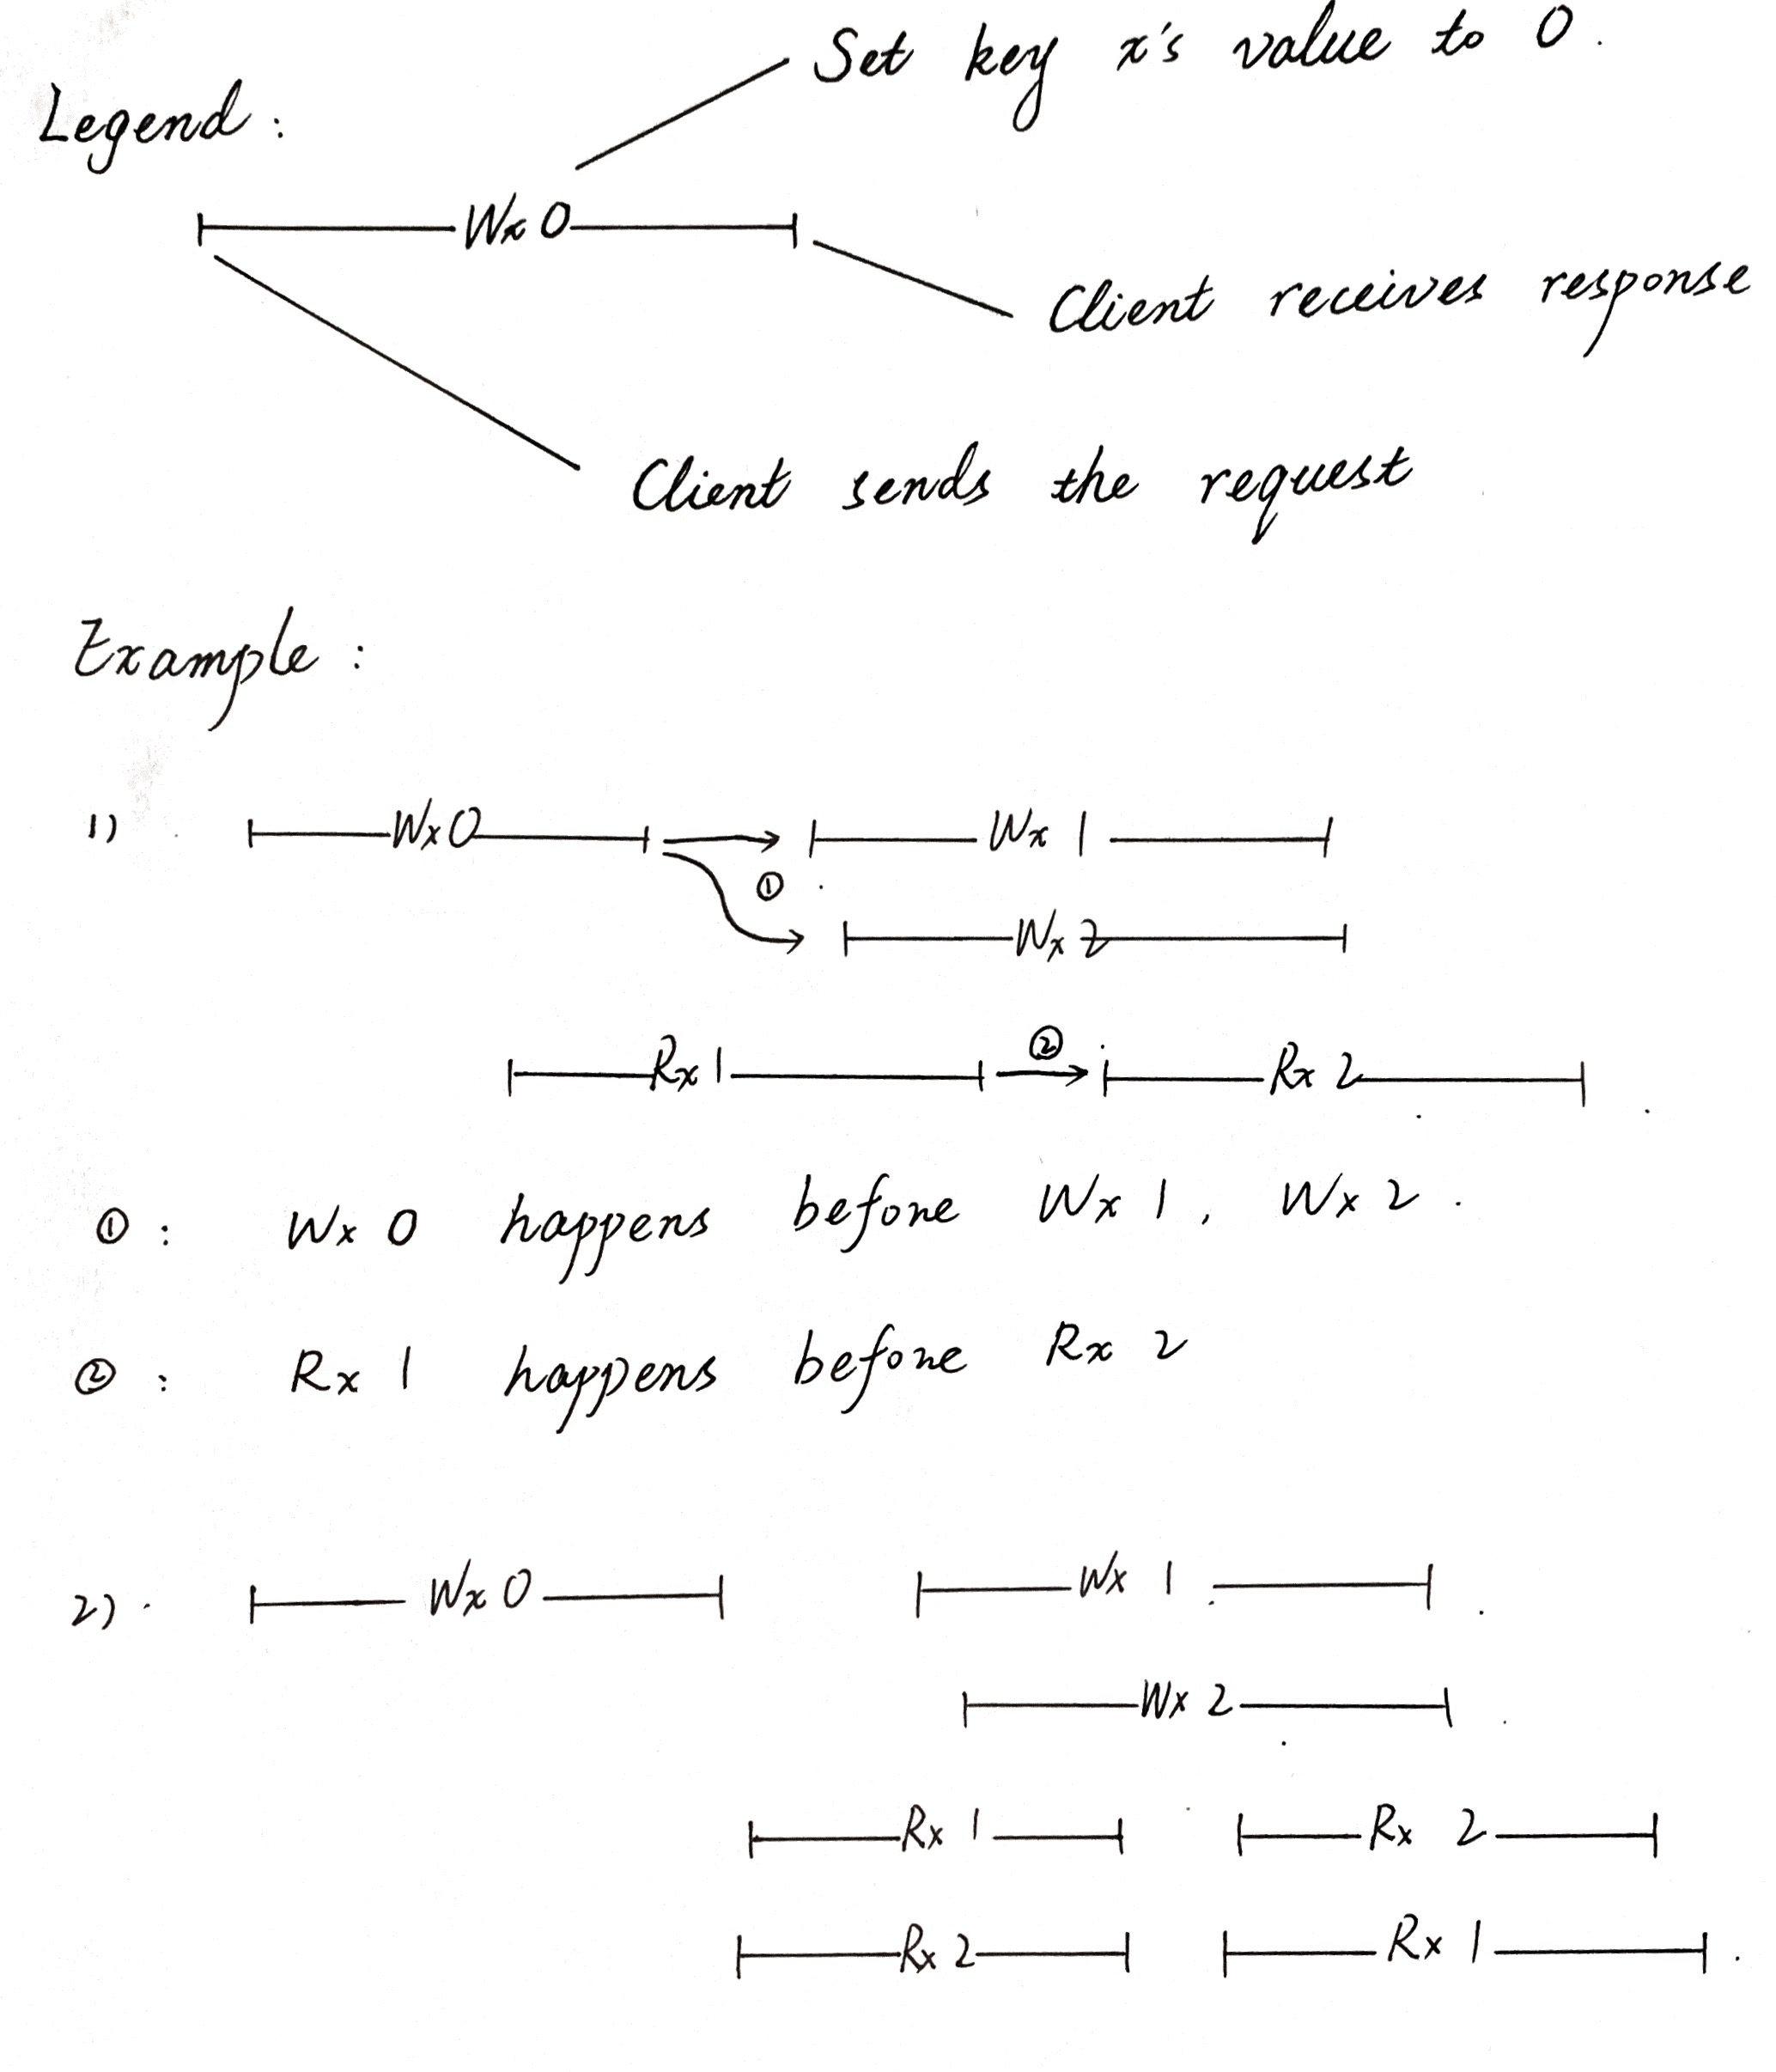 Set key x's value to 0.
Legend:
Wx 0
Client receives response
Client sends the request
Example:
1) Wx 0 Wx 1
①
Wx 2
②
Rx 1 Rx 2
①: Wx 0 happens before Wx 1, Wx 2.
②: Rx 1 happens before Rx 2
2). Wx 0 Wx 1
Wx 2
Rx 1 Rx 2
Rx 2 Rx 1